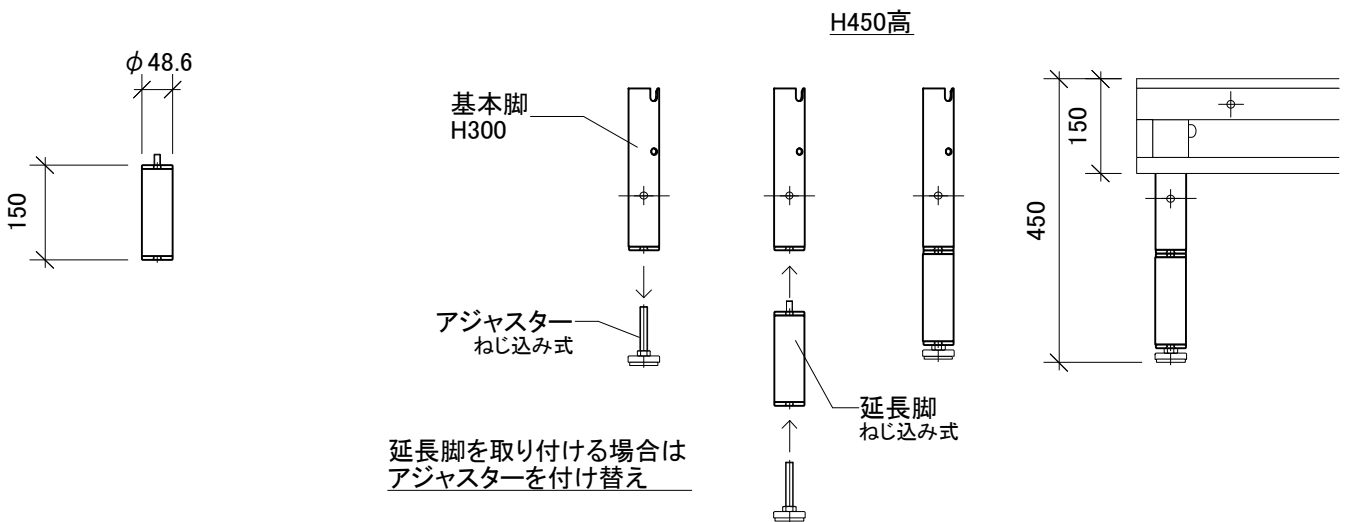 H450高
φ48.6
150
基本脚
H300
アジャスター
ねじ込み式
延長脚
ねじ込み式
延長脚を取り付ける場合は
アジャスターを付け替え
150
450